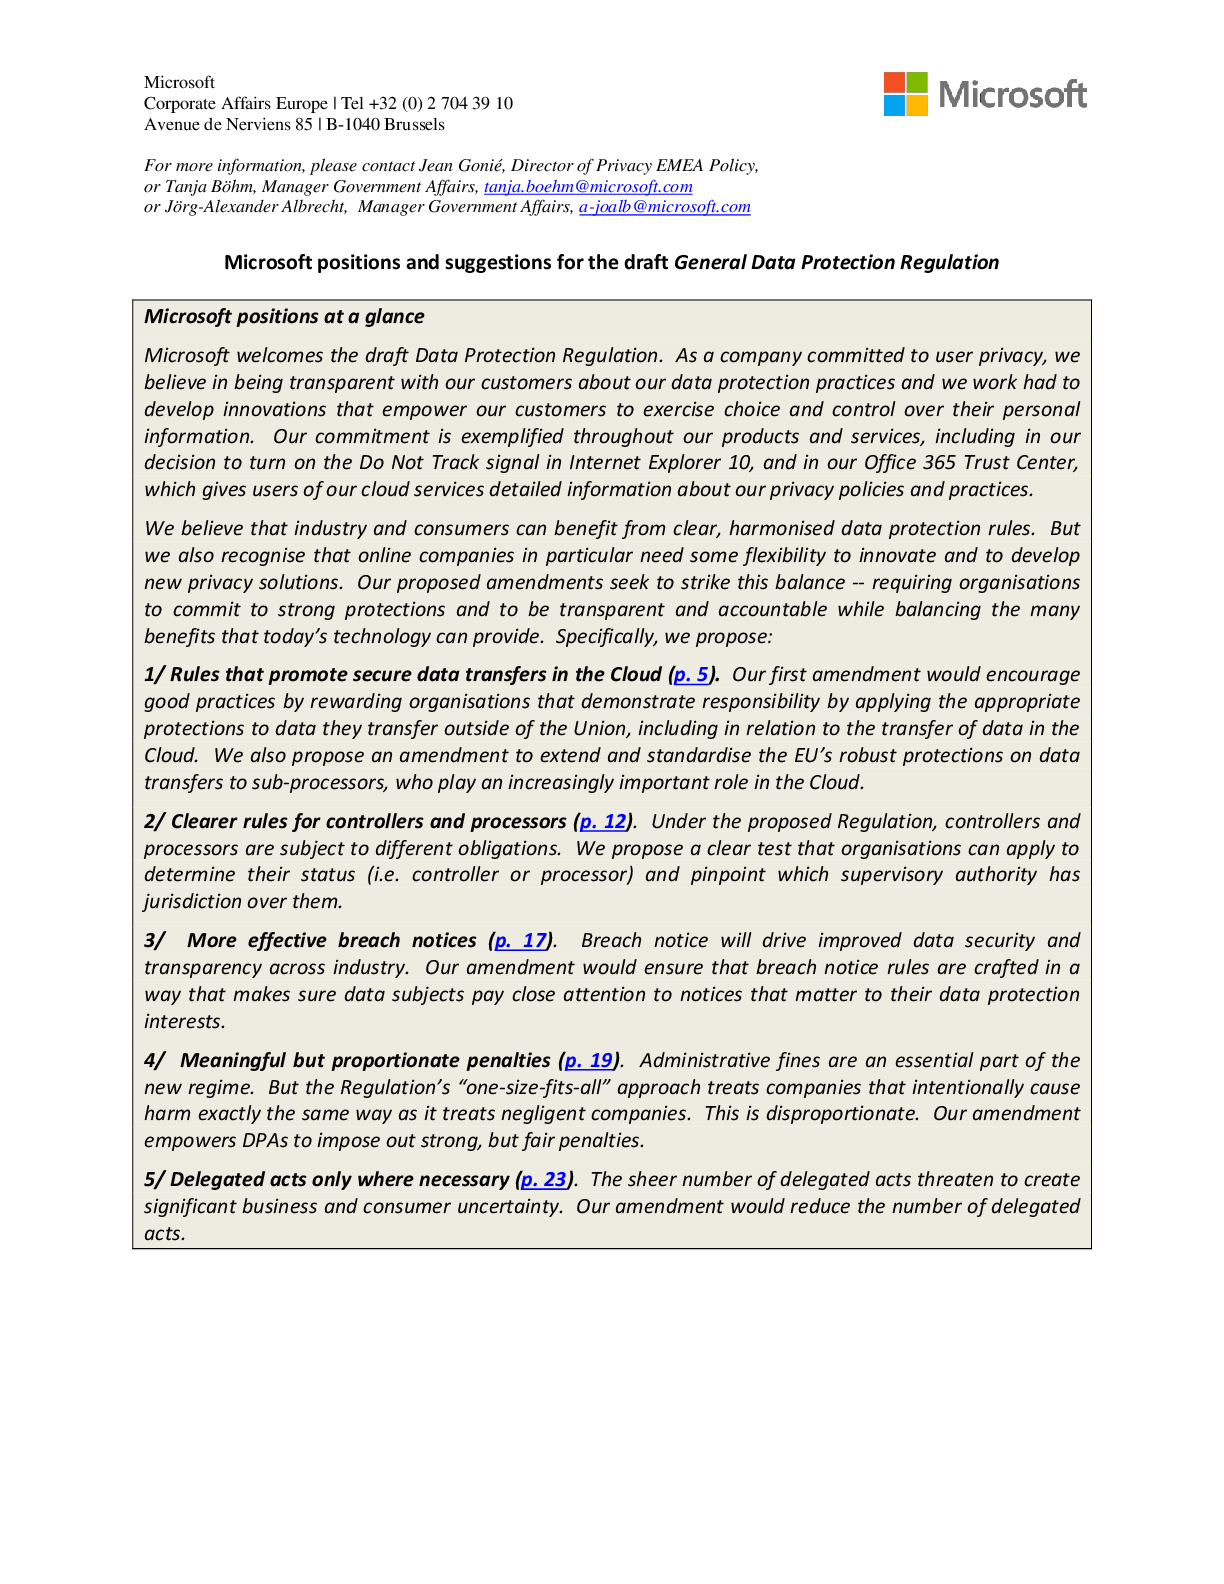 Microsoft
Corporate Affairs Europe | Tel +32 (0) 2 704 39 10
Avenue de Nerviens 85 | B-1040 Brussels
Microsoft
For more information, please contact Jean Gonié, Director of Privacy EMEA Policy,
or Tanja Böhm, Manager Government Affairs, tanja.boehm@microsoft.com
or Jörg-Alexander Albrecht, Manager Government Affairs, a-joalb@microsoft.com
Microsoft positions and suggestions for the draft General Data Protection Regulation
Microsoft positions at a glance
Microsoft welcomes the draft Data Protection Regulation. As a company committed to user privacy, we
believe in being transparent with our customers about our data protection practices and we work had to
develop innovations that empower our customers to exercise choice and control over their personal
information. Our commitment is exemplified throughout our products and services, including in our
decision to turn on the Do Not Track signal in Internet Explorer 10, and in our Office 365 Trust Center,
which gives users of our cloud services detailed information about our privacy policies and practices.
We believe that industry and consumers can benefit from clear, harmonised data protection rules. But
we also recognise that online companies in particular need some flexibility to innovate and to develop
new privacy solutions. Our proposed amendments seek to strike this balance -- requiring organisations
to commit to strong protections and to be transparent and accountable while balancing the many
benefits that today's technology can provide. Specifically, we propose:
1/ Rules that promote secure data transfers in the Cloud (p. 5). Our first amendment would encourage
good practices by rewarding organisations that demonstrate responsibility by applying the appropriate
protections to data they transfer outside of the Union, including in relation to the transfer of data in the
Cloud. We also propose an amendment to extend and standardise the EU's robust protections on data
transfers to sub-processors, who play an increasingly important role in the Cloud.
2/ Clearer rules for controllers and processors (p. 12). Under the proposed Regulation, controllers and
processors are subject to different obligations. We propose a clear test that organisations can apply to
determine their status (i.e. controller or processor) and pinpoint which supervisory authority has
jurisdiction over them.
3/ More effective breach notices (p. 17). Breach notice will drive improved data security and
transparency across industry. Our amendment would ensure that breach notice rules are crafted in a
way that makes sure data subjects pay close attention to notices that matter to their data protection
interests.
4/ Meaningful but proportionate penalties (p. 19). Administrative fines are an essential part of the
new regime. But the Regulation's “one-size-fits-all” approach treats companies that intentionally cause
harm exactly the same way as it treats negligent companies. This is disproportionate. Our amendment
empowers DPAs to impose out strong, but fair penalties.
5/ Delegated acts only where necessary (p. 23). The sheer number of delegated acts threaten to create
significant business and consumer uncertainty. Our amendment would reduce the number of delegated
acts.